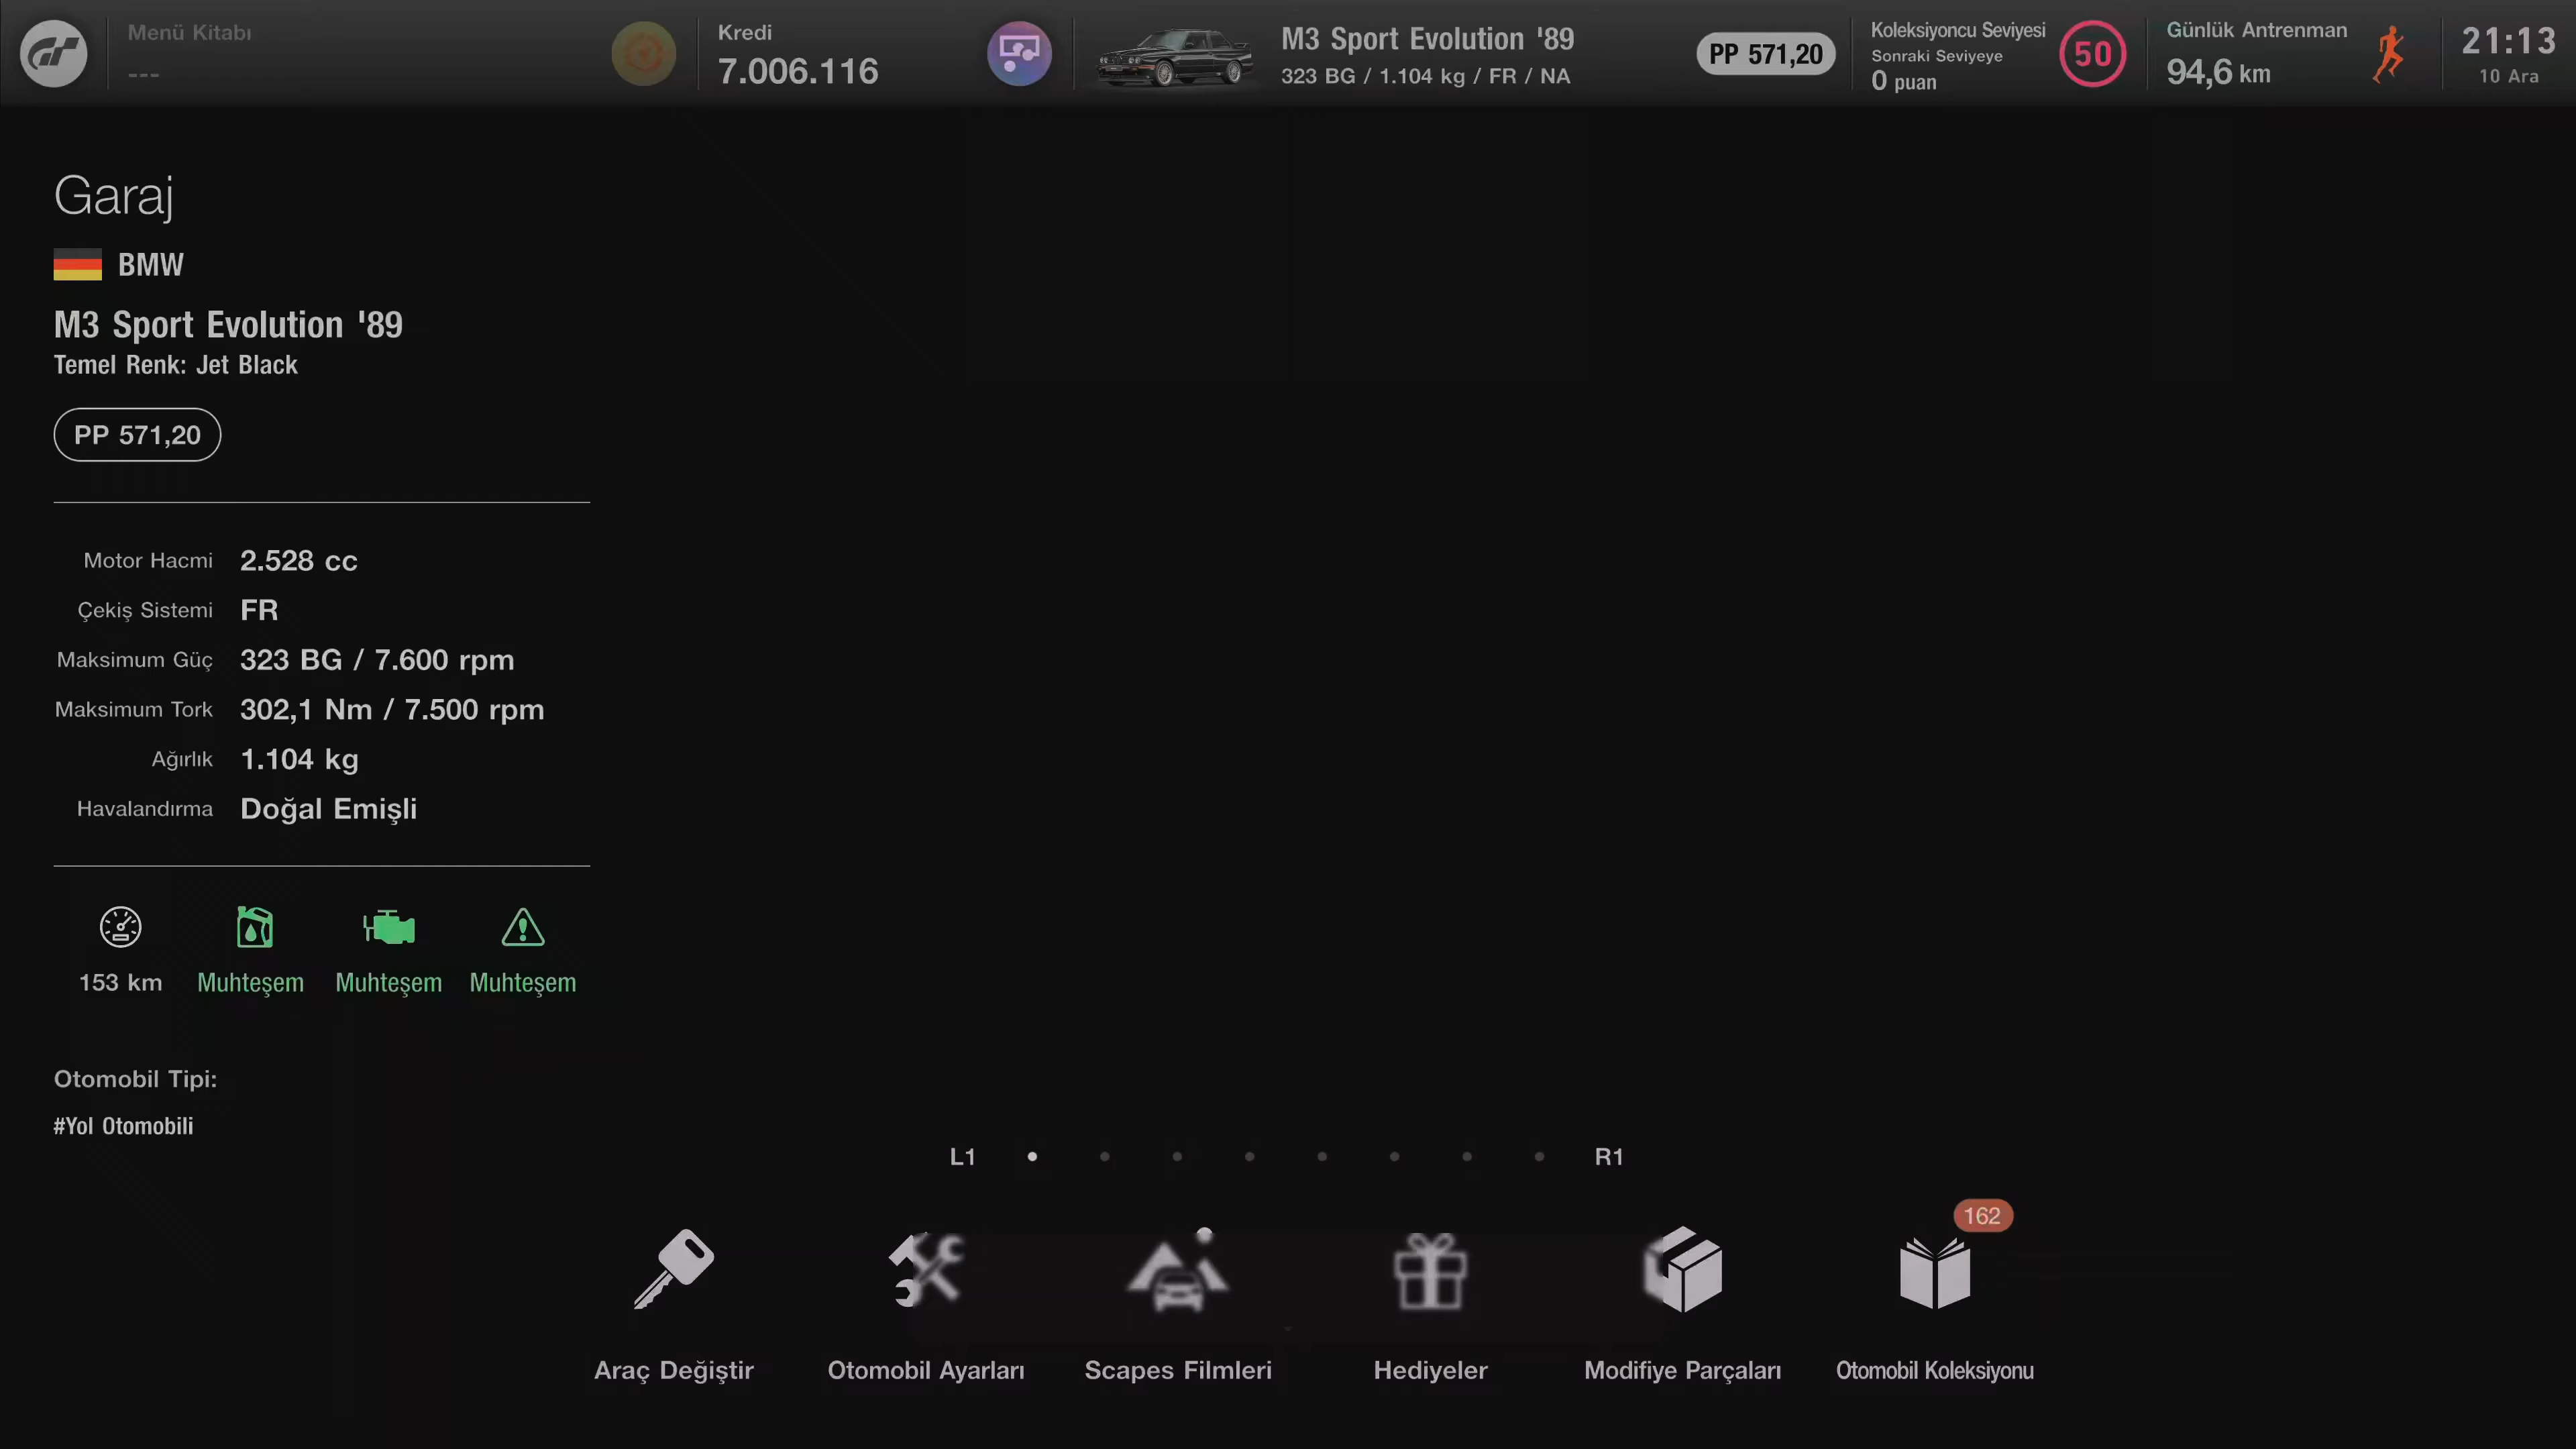 Menü Kitabı
---
Kredi
7.006.116
M3 Sport Evolution '89
323 BG / 1.104 kg / FR / NA
PP 571,20
Koleksiyoncu Seviyesi
Sonraki Seviyeye
0 puan
50
Günlük Antrenman
94,6 km
21:13
10 Ara
Garaj
BMW
M3 Sport Evolution '89
Temel Renk: Jet Black
PP 571,20
Motor Hacmi 2.528 cc
Çekiş Sistemi FR
Maksimum Güç 323 BG / 7.600 rpm
Maksimum Tork 302,1 Nm / 7.500 rpm
Ağırlık 1.104 kg
Havalandırma Doğal Emişli
153 km Muhteşem Muhteşem Muhteşem
Otomobil Tipi:
#Yol Otomobili
L1 R1
162
Araç Değiştir Otomobil Ayarları Scapes Filmleri Hediyeler Modifiye Parçaları Otomobil Koleksiyonu